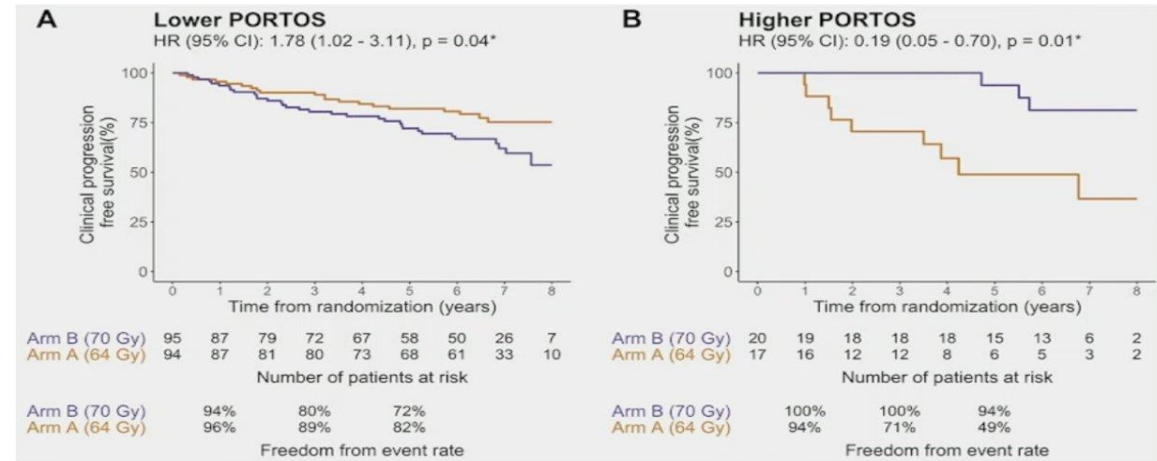 A
Lower PORTOS
HR (95% CI): 1.78 (1.02 - 3.11), p = 0.04*
Clinical progression
free survival(%)
100
75
50
25
0
0 1 2 3 4 5 6 7 8
Time from randomization (years)
Arm B (70 Gy) 95 87 79 72 67 58 50 26 7
Arm A (64 Gy) 94 87 81 80 73 68 61 33 10
Number of patients at risk
Arm B (70 Gy) 94% 80% 72%
Arm A (64 Gy) 96% 89% 82%
Freedom from event rate
B
Higher PORTOS
HR (95% CI): 0.19 (0.05 - 0.70), p = 0.01*
Clinical progression
free survival(%)
100
75
50
25
0
0 1 2 3 4 5 6 7 8
Time from randomization (years)
Arm B (70 Gy) 20 19 18 18 18 15 13 6 2
Arm A (64 Gy) 17 16 12 12 8 6 5 3 2
Number of patients at risk
Arm B (70 Gy) 100% 100% 94%
Arm A (64 Gy) 94% 71% 49%
Freedom from event rate